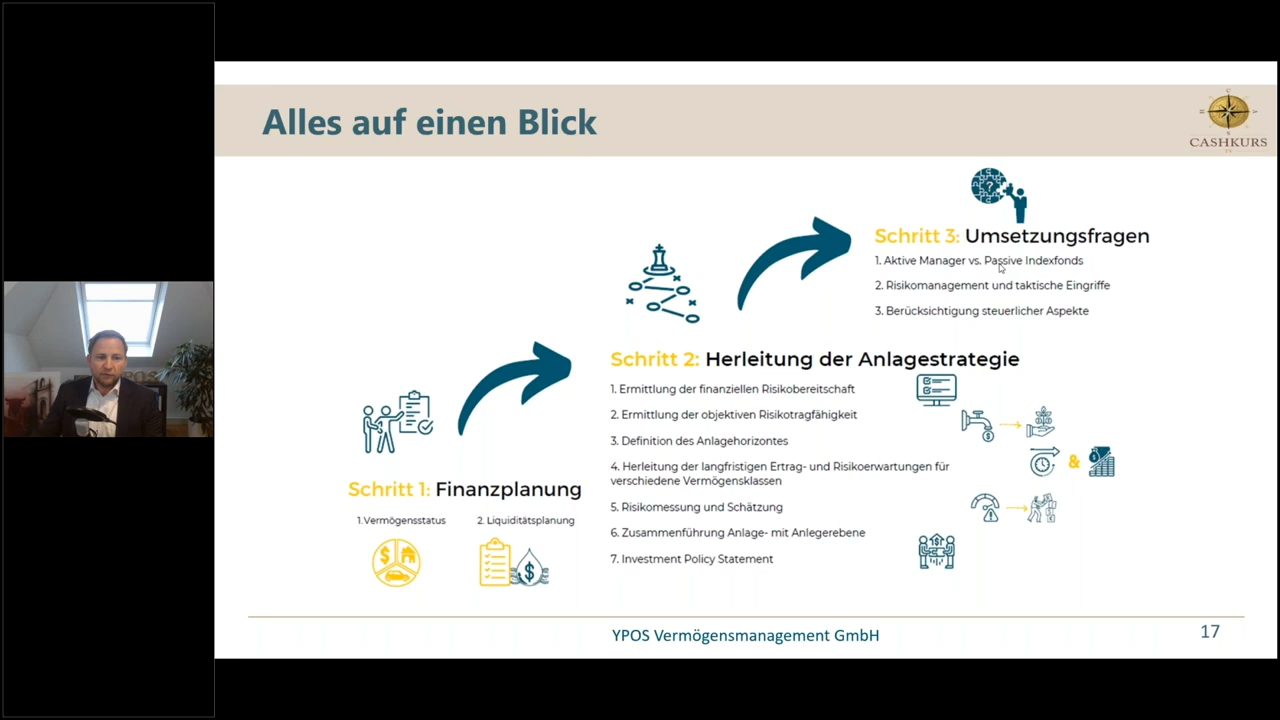 Alles auf einen Blick
CASHKURS
Schritt 3: Umsetzungsfragen
1. Aktive Manager vs. Passive Indexfonds
2. Risikomanagement und taktische Eingriffe
3. Berücksichtigung steuerlicher Aspekte
Schritt 2: Herleitung der Anlagestrategie
1. Ermittlung der finanziellen Risikobereitschaft
2. Ermittlung der objektiven Risikotragfähigkeit
3. Definition des Anlagehorizontes
4. Herleitung der langfristigen Ertrag- und Risikoerwartungen für
verschiedene Vermögensklassen
5. Risikomessung und Schätzung
6. Zusammenführung Anlage- mit Anlegerebene
7. Investment Policy Statement
Schritt 1: Finanzplanung
1.Vermögensstatus
2. Liquiditätsplanung
YPOS Vermögensmanagement GmbH
17